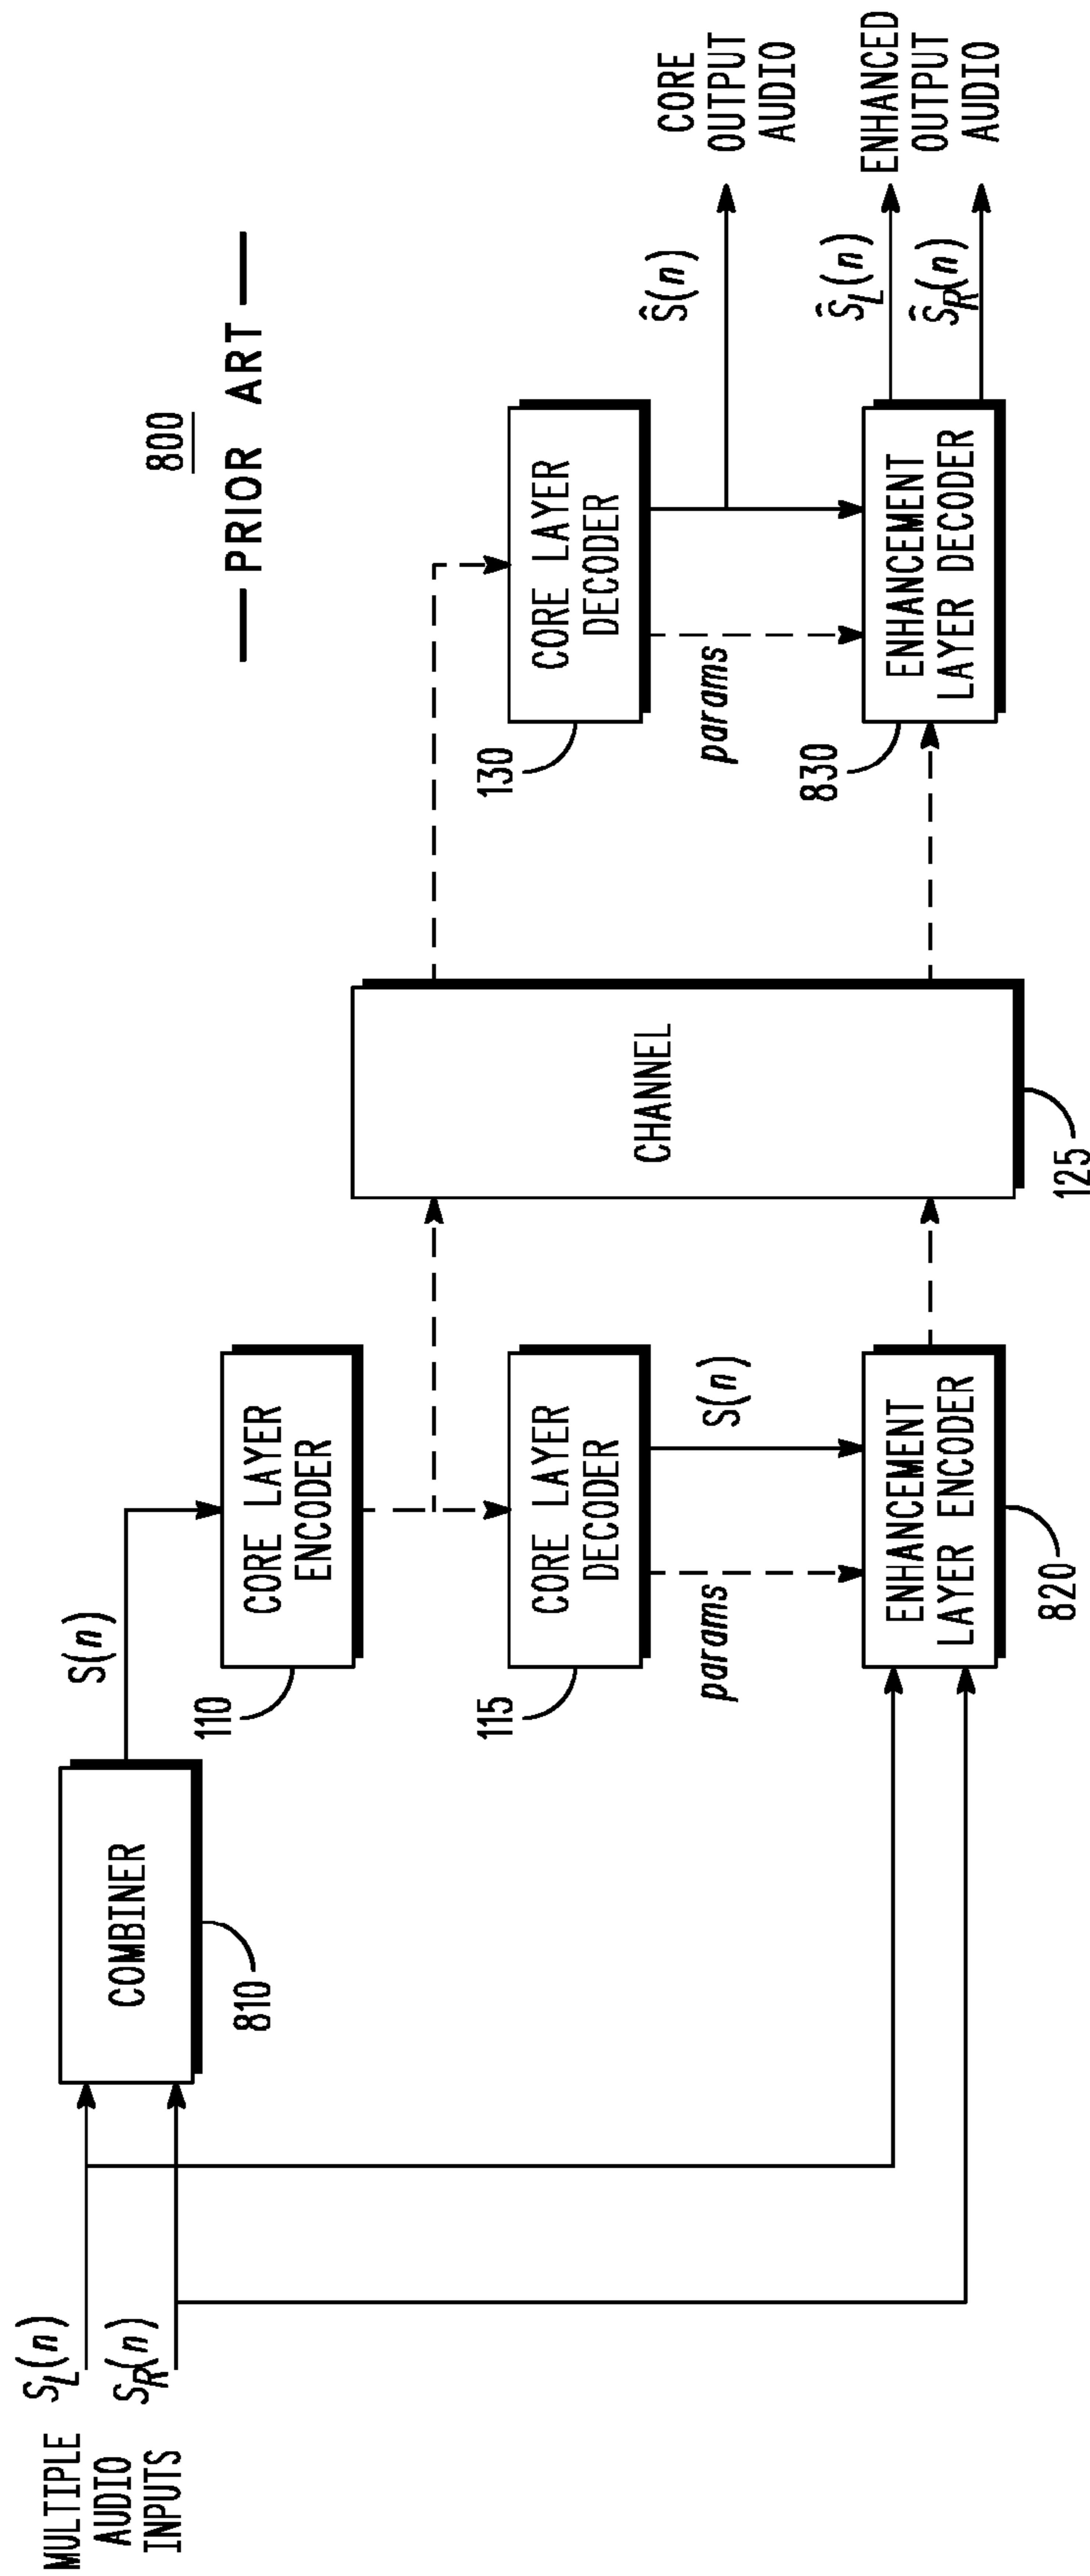 800
— PRIOR ART —
MULTIPLE
AUDIO
INPUTS
S_L(n)
S_R(n)
COMBINER
810
S(n)
CORE LAYER
ENCODER
110
CORE LAYER
DECODER
115
params
S(n)
ENHANCEMENT
LAYER ENCODER
820
CHANNEL
125
CORE LAYER
DECODER
130
params
ENHANCEMENT
LAYER DECODER
830
Ŝ(n)
CORE
OUTPUT
AUDIO
Ŝ_L(n)
Ŝ_R(n)
ENHANCED
OUTPUT
AUDIO